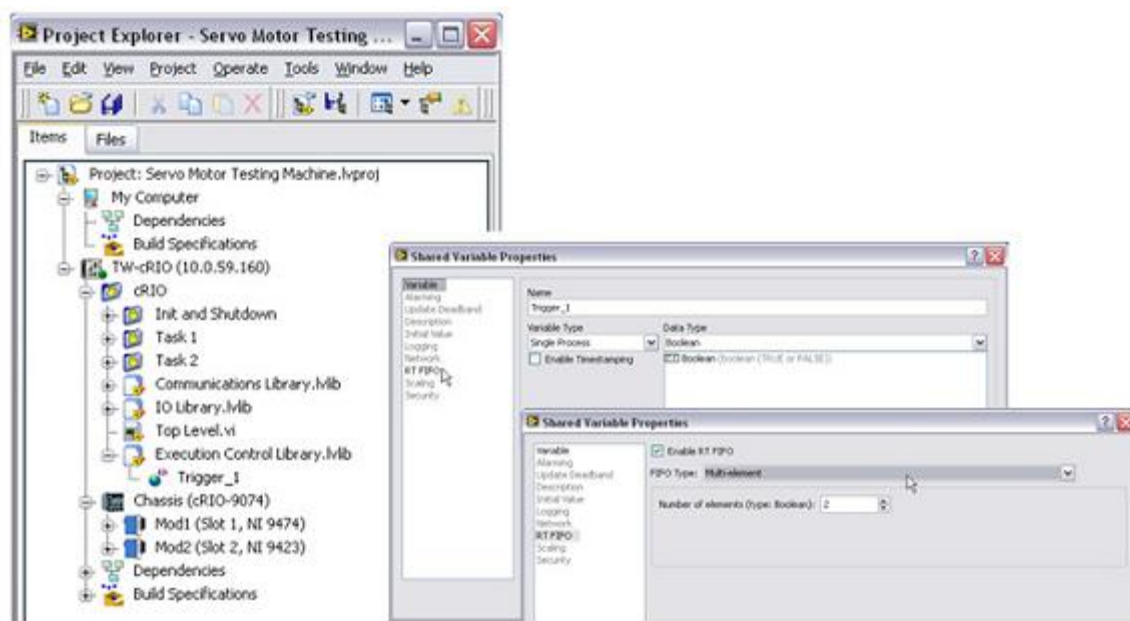 Project Explorer - Servo Motor Testing ...
File Edit View Project Operate Tools Window Help
Items Files
Project: Servo Motor Testing Machine.lvproj
My Computer
Dependencies
Build Specifications
TW-cRIO (10.0.59.160)
cRIO
Init and Shutdown
Task 1
Task 2
Communications Library.lvlib
IO Library.lvlib
Top Level.vi
Execution Control Library.lvlib
Trigger_1
Chassis (cRIO-9074)
Mod1 (Slot 1, NI 9474)
Mod2 (Slot 2, NI 9423)
Dependencies
Build Specifications
Shared Variable Properties
Variable
Alarming
Update Deadband
Description
Initial Value
Logging
Network
RT FIFO
Scaling
Security
Name
Trigger_1
Variable Type Data Type
Single Process Boolean
Enable Timestamping Boolean (boolean (TRUE or FALSE))
Shared Variable Properties
Variable
Alarming
Update Deadband
Description
Initial Value
Logging
Network
RT FIFO
Scaling
Security
Enable RT FIFO
FIFO Type: Multi-element
Number of elements (type: Boolean): 2